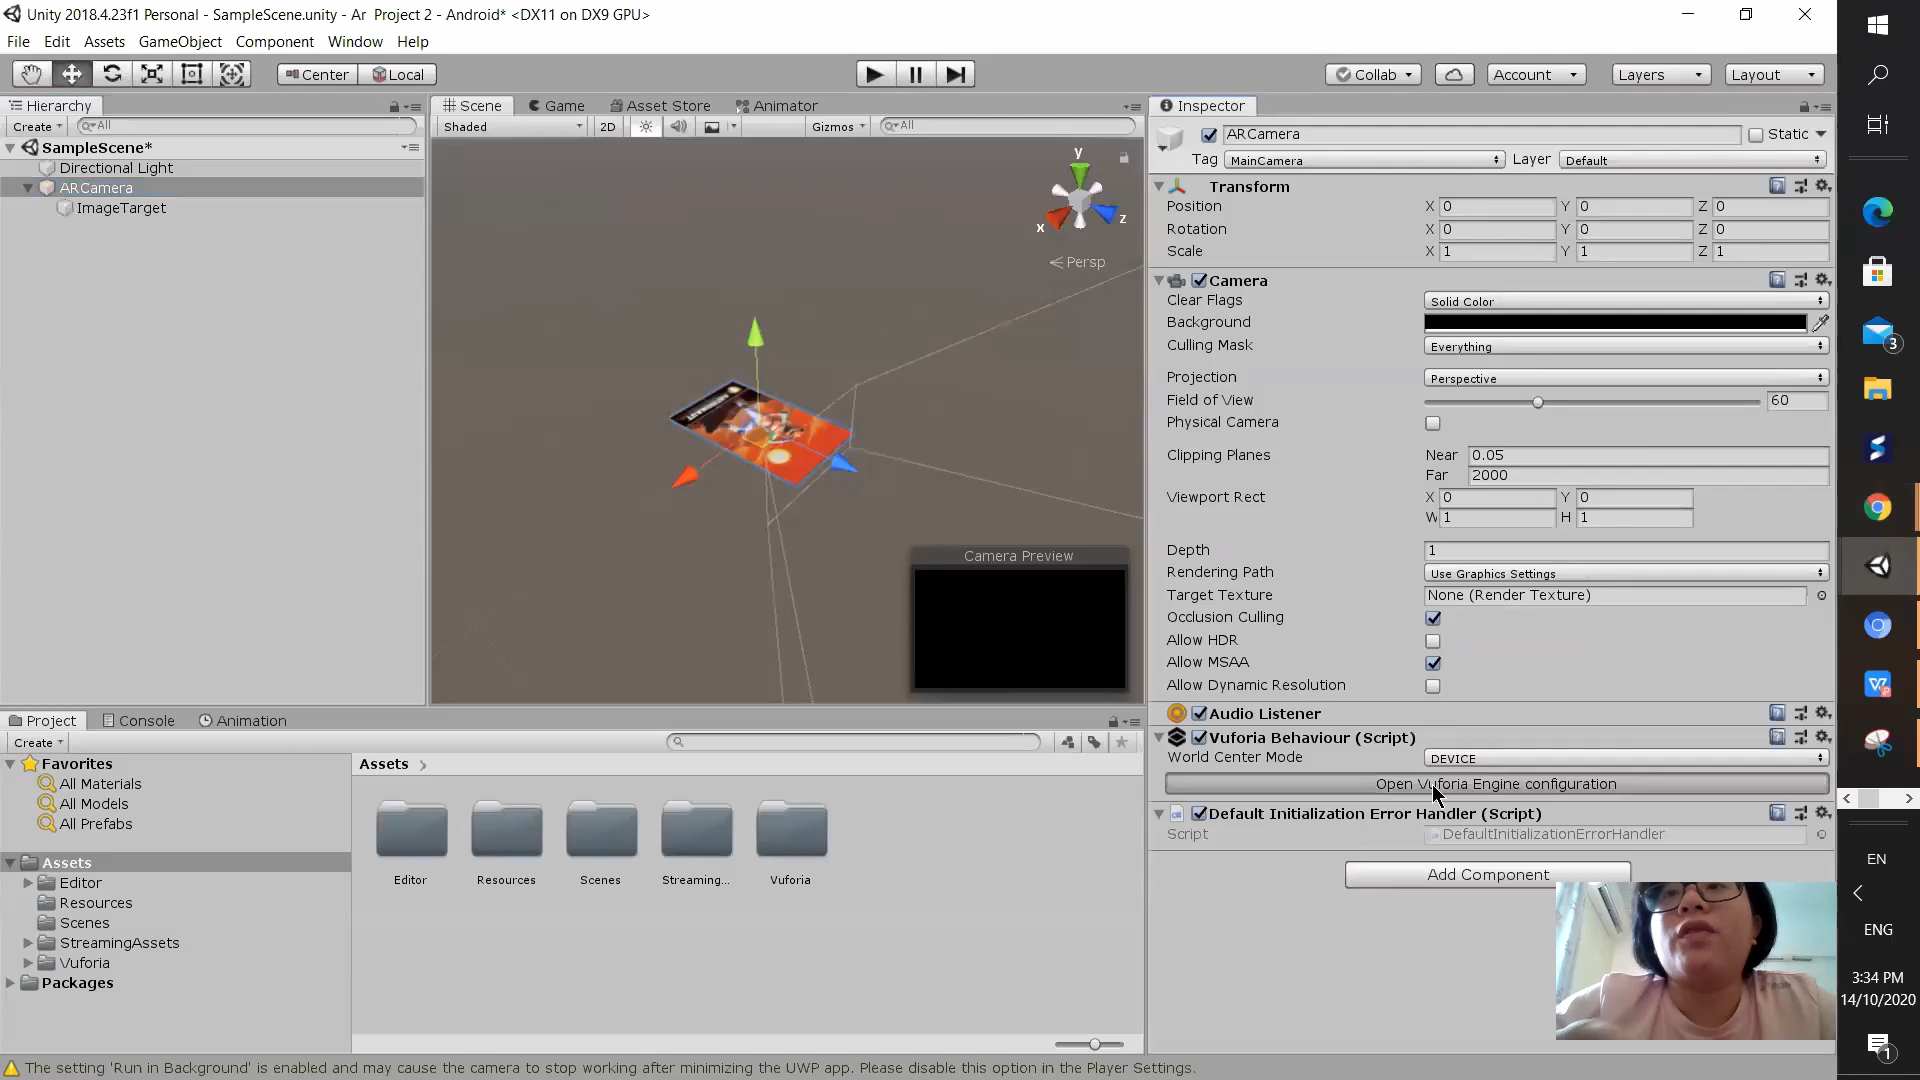 Unity 2018.4.23f1 Personal - SampleScene.unity - Ar Project 2 - Android* <DX11 on DX9 GPU>
File Edit Assets GameObject Component Window Help
Center Local Collab Account Layers Layout
Hierarchy
Create All
SampleScene*
Directional Light
ARCamera
ImageTarget
Scene Game Asset Store Animator
Shaded 2D Gizmos All
y
x z
Persp
Camera Preview
Inspector
ARCamera Static
Tag MainCamera Layer Default
Transform
Position X 0 Y 0 Z 0
Rotation X 0 Y 0 Z 0
Scale X 1 Y 1 Z 1
Camera
Clear Flags Solid Color
Background
Culling Mask Everything
Projection Perspective
Field of View 60
Physical Camera
Clipping Planes Near 0.05
Far 2000
Viewport Rect X 0 Y 0
W 1 H 1
Depth 1
Rendering Path Use Graphics Settings
Target Texture None (Render Texture)
Occlusion Culling
Allow HDR
Allow MSAA
Allow Dynamic Resolution
Audio Listener
Vuforia Behaviour (Script)
World Center Mode DEVICE
Open Vuforia Engine configuration
Default Initialization Error Handler (Script)
Script DefaultInitializationErrorHandler
Add Component
Project Console Animation
Create
Favorites
All Materials
All Models
All Prefabs
Assets
Editor
Resources
Scenes
StreamingAssets
Vuforia
Packages
Assets
Editor Resources Scenes Streaming... Vuforia
The setting 'Run in Background' is enabled and may cause the camera to stop working after minimizing the UWP app. Please disable this option in the Player Settings.
3
EN
ENG
3:34 PM
14/10/2020
1